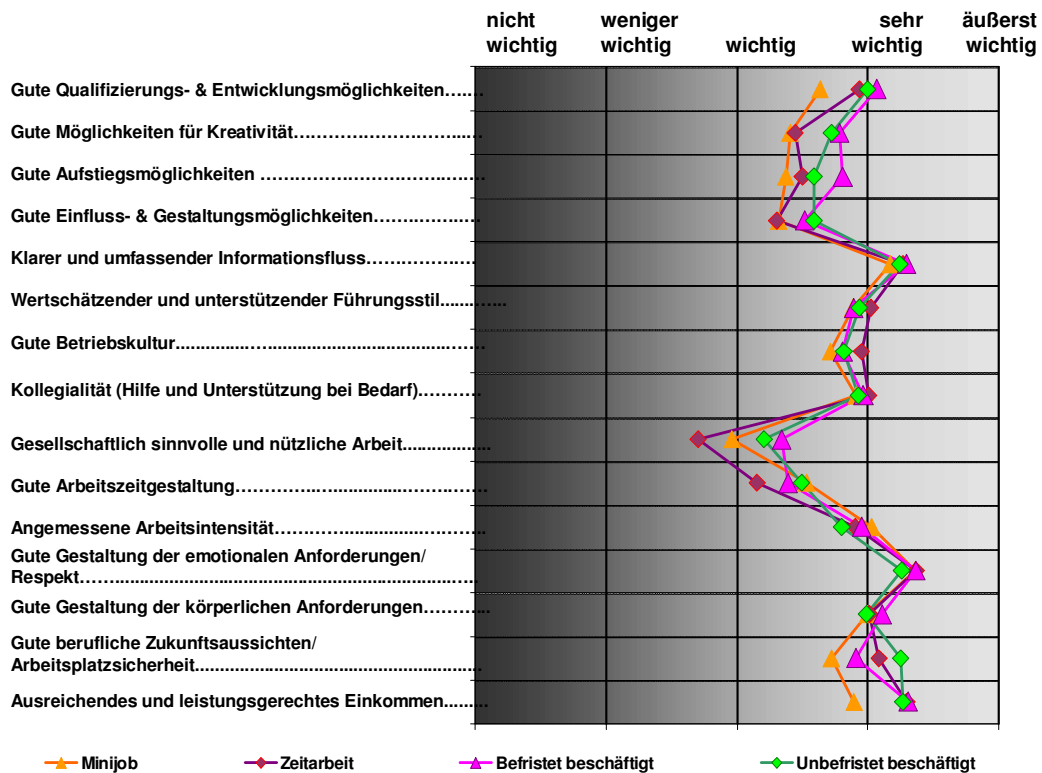 nicht weniger sehr äußerst
wichtig wichtig wichtig wichtig wichtig
Gute Qualifizierungs- & Entwicklungsmöglichkeiten.......
Gute Möglichkeiten für Kreativität................................
Gute Aufstiegsmöglichkeiten ......................................
Gute Einfluss- & Gestaltungsmöglichkeiten...................
Klarer und umfassender Informationsfluss....................
Wertschätzender und unterstützender Führungsstil............
Gute Betriebskultur.....................................................
Kollegialität (Hilfe und Unterstützung bei Bedarf)..........
Gesellschaftlich sinnvolle und nützliche Arbeit..............
Gute Arbeitszeitgestaltung...........................................
Angemessene Arbeitsintensität....................................
Gute Gestaltung der emotionalen Anforderungen/
Respekt......................................................................
Gute Gestaltung der körperlichen Anforderungen...........
Gute berufliche Zukunftsaussichten/
Arbeitsplatzsicherheit..................................................
Ausreichendes und leistungsgerechtes Einkommen.........
Minijob Zeitarbeit Befristet beschäftigt Unbefristet beschäftigt